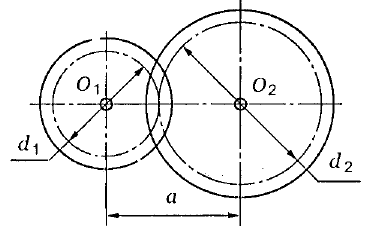 O₁ O₂
d₁ d₂
a